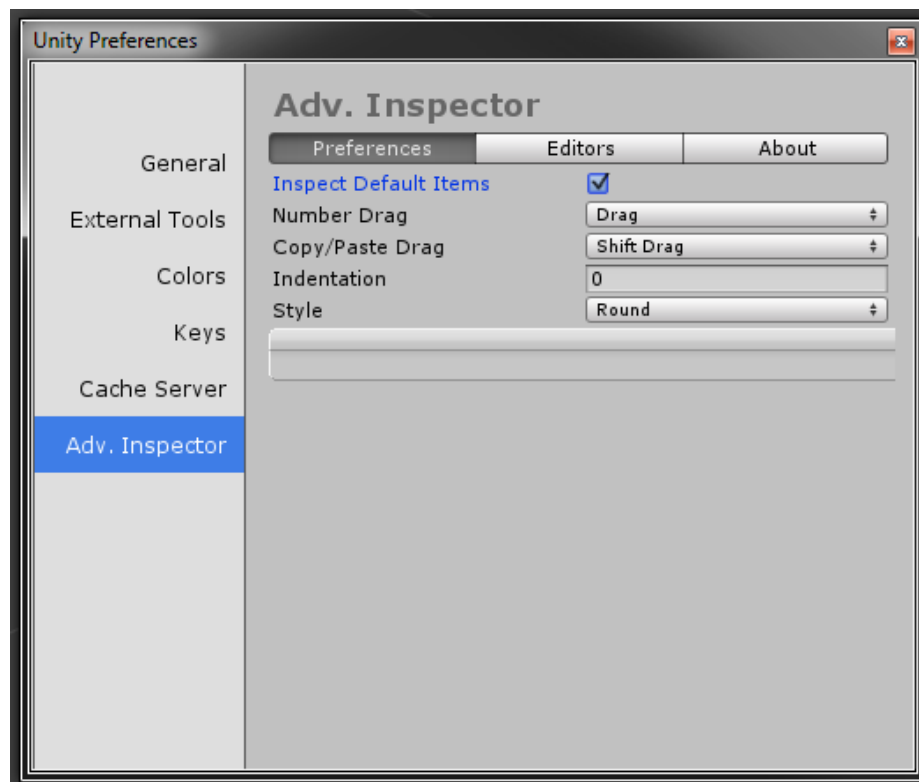 Unity Preferences
General
External Tools
Colors
Keys
Cache Server
Adv. Inspector
Adv. Inspector
Preferences Editors About
Inspect Default Items
Number Drag Drag
Copy/Paste Drag Shift Drag
Indentation 0
Style Round